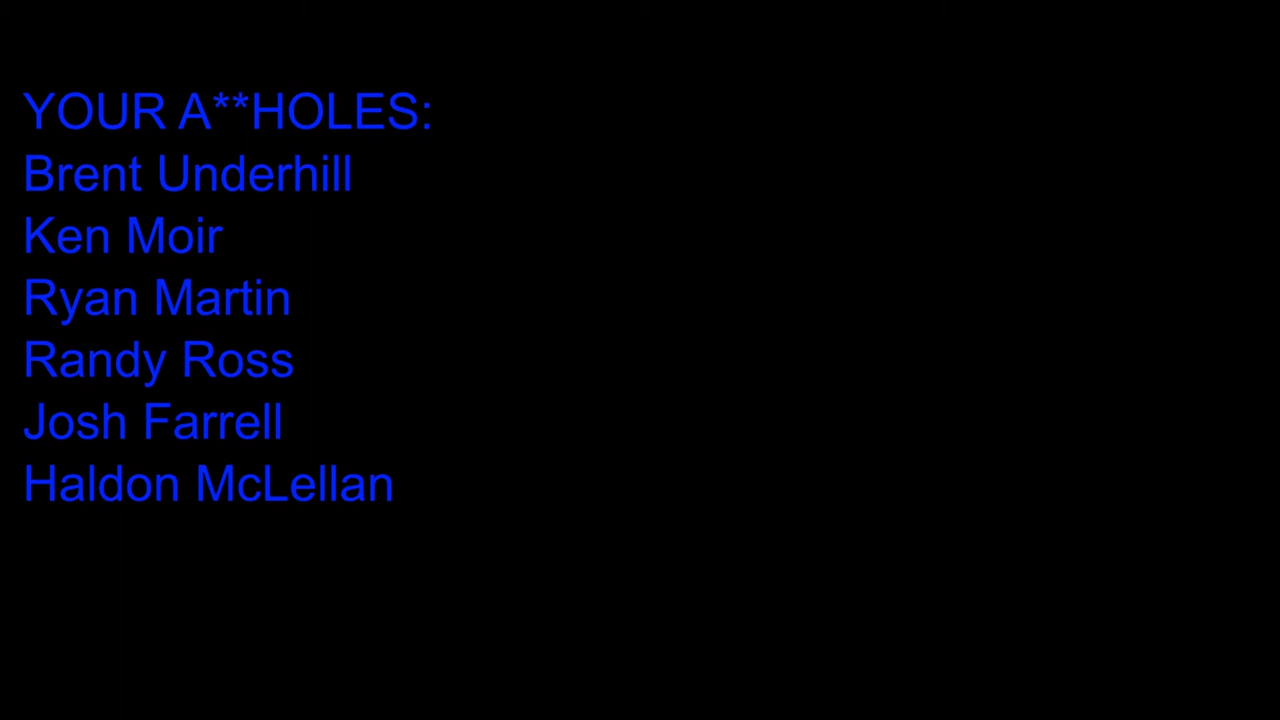 YOUR A**HOLES:
Brent Underhill
Ken Moir
Ryan Martin
Randy Ross
Josh Farrell
Haldon McLellan